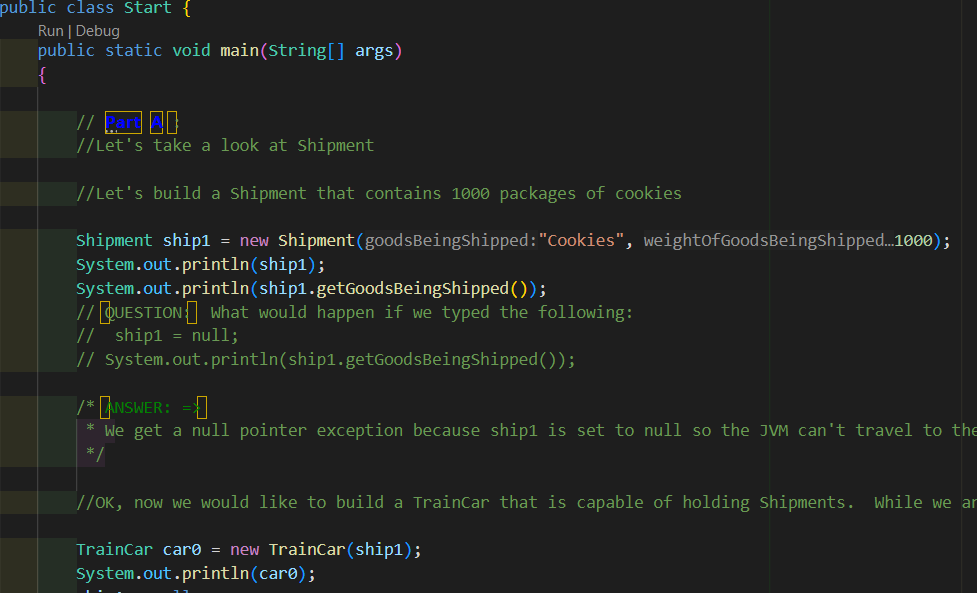 public class Start {
Run | Debug
public static void main(String[] args)
{
// Part A :
//Let's take a look at Shipment
//Let's build a Shipment that contains 1000 packages of cookies
Shipment ship1 = new Shipment(goodsBeingShipped:"Cookies", weightOfGoodsBeingShipped…1000);
System.out.println(ship1);
System.out.println(ship1.getGoodsBeingShipped());
// QUESTION: What would happen if we typed the following:
//  ship1 = null;
// System.out.println(ship1.getGoodsBeingShipped());
/* ANSWER: =>
* We get a null pointer exception because ship1 is set to null so the JVM can't travel to the
*/
//OK, now we would like to build a TrainCar that is capable of holding Shipments.  While we
TrainCar car0 = new TrainCar(ship1);
System.out.println(car0);